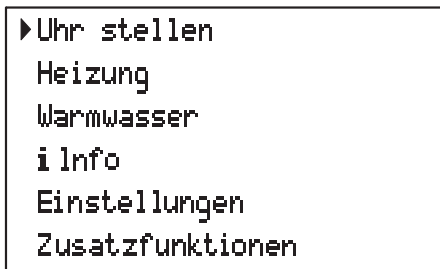 Uhr stellen
Heizung
Warmwasser
i Info
Einstellungen
Zusatzfunktionen